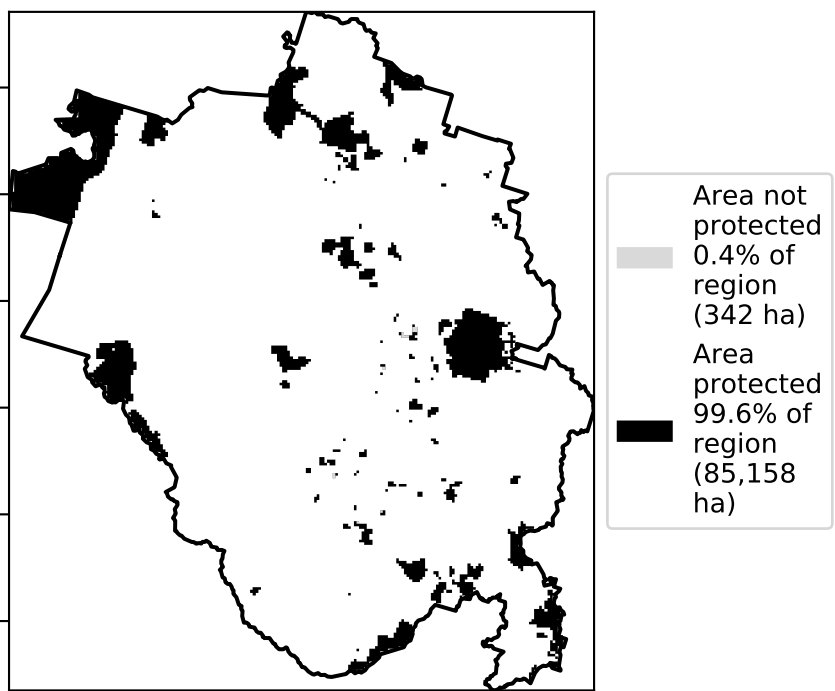 Area not
protected
0.4% of
region
(342 ha)
Area
protected
99.6% of
region
(85,158
ha)